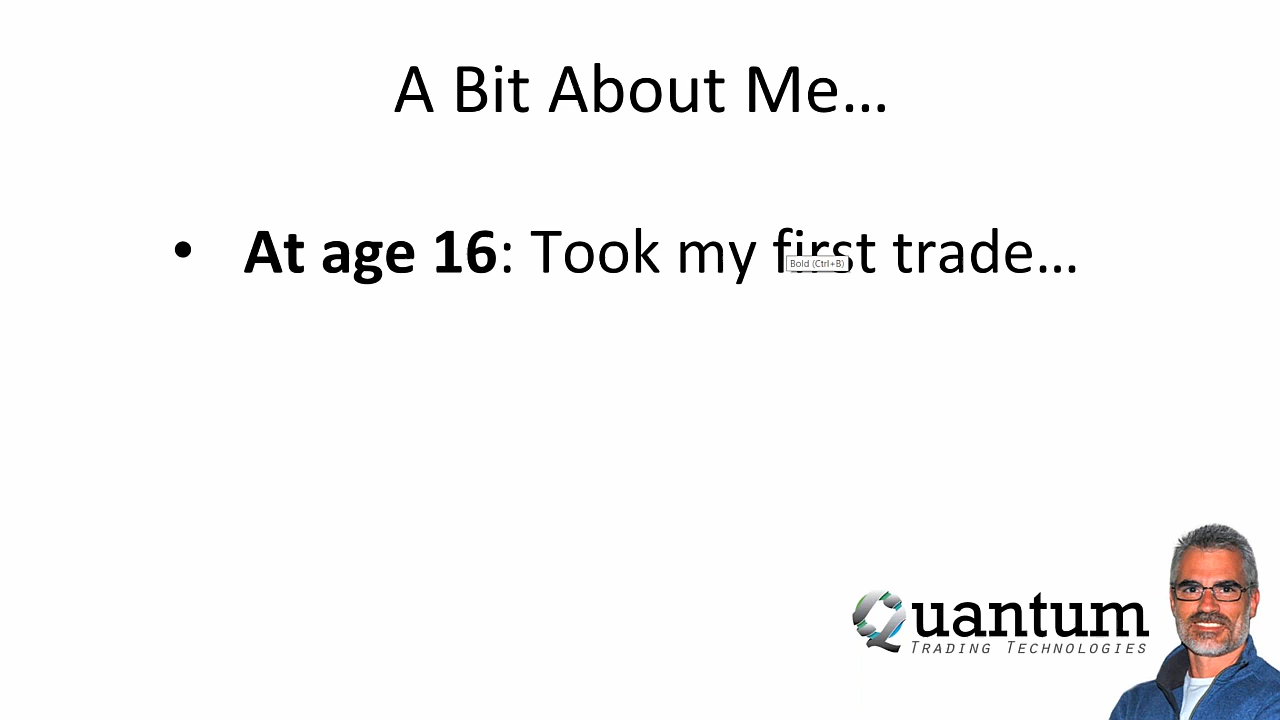 A Bit About Me…
• At age 16: Took my first trade…
Bold (Ctrl+B)
Quantum
TRADING TECHNOLOGIES